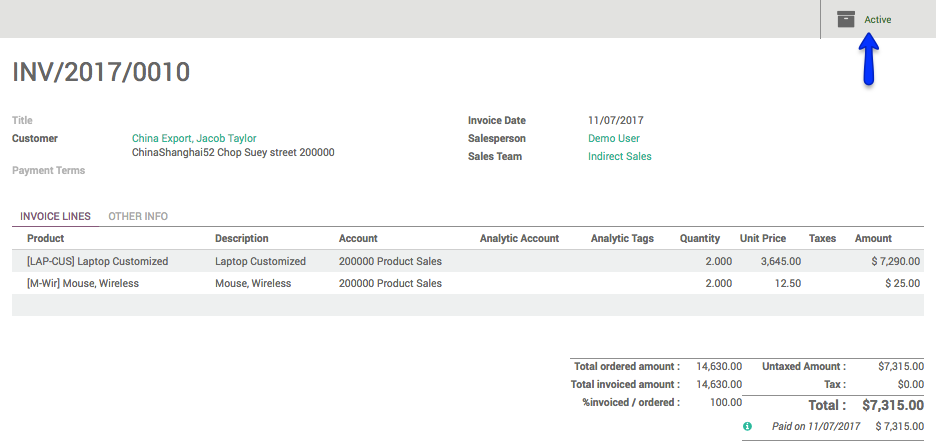 Active
INV/2017/0010
Title
Customer China Export, Jacob Taylor
ChinaShanghai52 Chop Suey street 200000
Payment Terms
Invoice Date 11/07/2017
Salesperson Demo User
Sales Team Indirect Sales
INVOICE LINES OTHER INFO
Product Description Account Analytic Account Analytic Tags Quantity Unit Price Taxes Amount
[LAP-CUS] Laptop Customized Laptop Customized 200000 Product Sales 2.000 3,645.00 $ 7,290.00
[M-Wir] Mouse, Wireless Mouse, Wireless 200000 Product Sales 2.000 12.50 $ 25.00
Total ordered amount : 14,630.00 Untaxed Amount : $7,315.00
Total invoiced amount : 14,630.00 Tax : $0.00
%invoiced / ordered : 100.00 Total : $7,315.00
Paid on 11/07/2017 $ 7,315.00